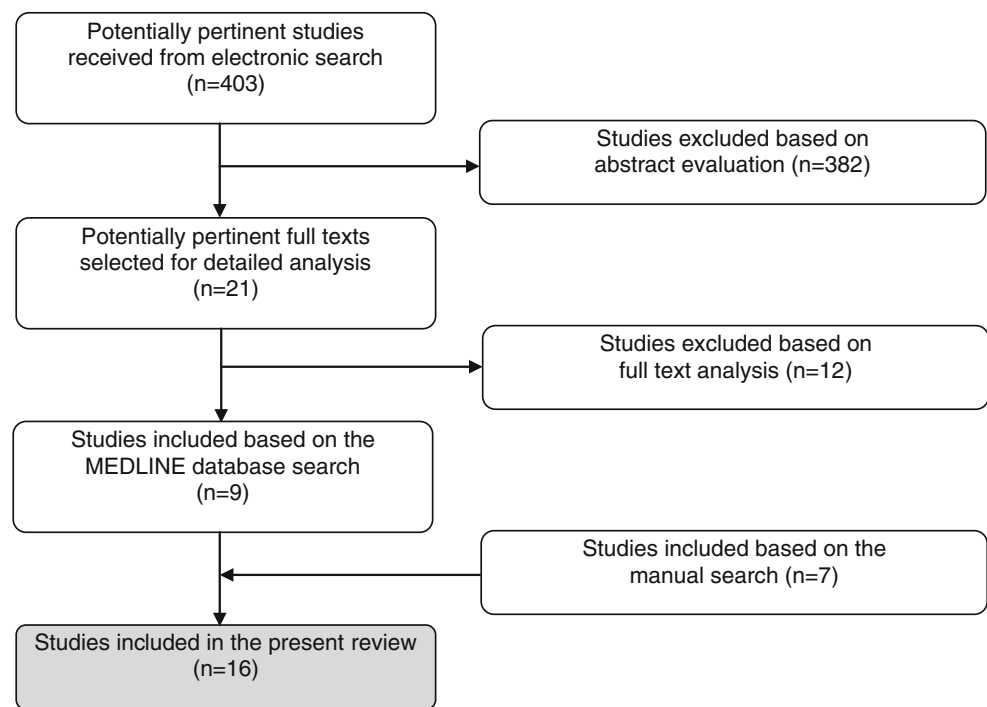 Potentially pertinent studies
received from electronic search
(n=403)
Studies excluded based on
abstract evaluation (n=382)
Potentially pertinent full texts
selected for detailed analysis
(n=21)
Studies excluded based on
full text analysis (n=12)
Studies included based on the
MEDLINE database search
(n=9)
Studies included based on the
manual search (n=7)
Studies included in the present review
(n=16)